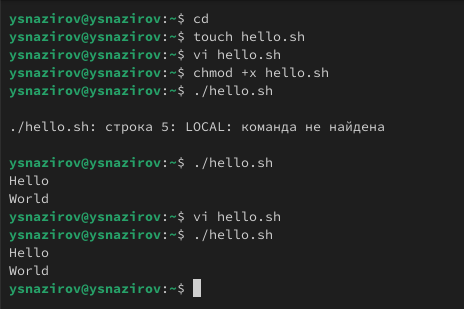 ysnazirov@ysnazirov:~$ cd
ysnazirov@ysnazirov:~$ touch hello.sh
ysnazirov@ysnazirov:~$ vi hello.sh
ysnazirov@ysnazirov:~$ chmod +x hello.sh
ysnazirov@ysnazirov:~$ ./hello.sh
./hello.sh: строка 5: LOCAL: команда не найдена
ysnazirov@ysnazirov:~$ ./hello.sh
Hello
World
ysnazirov@ysnazirov:~$ vi hello.sh
ysnazirov@ysnazirov:~$ ./hello.sh
Hello
World
ysnazirov@ysnazirov:~$